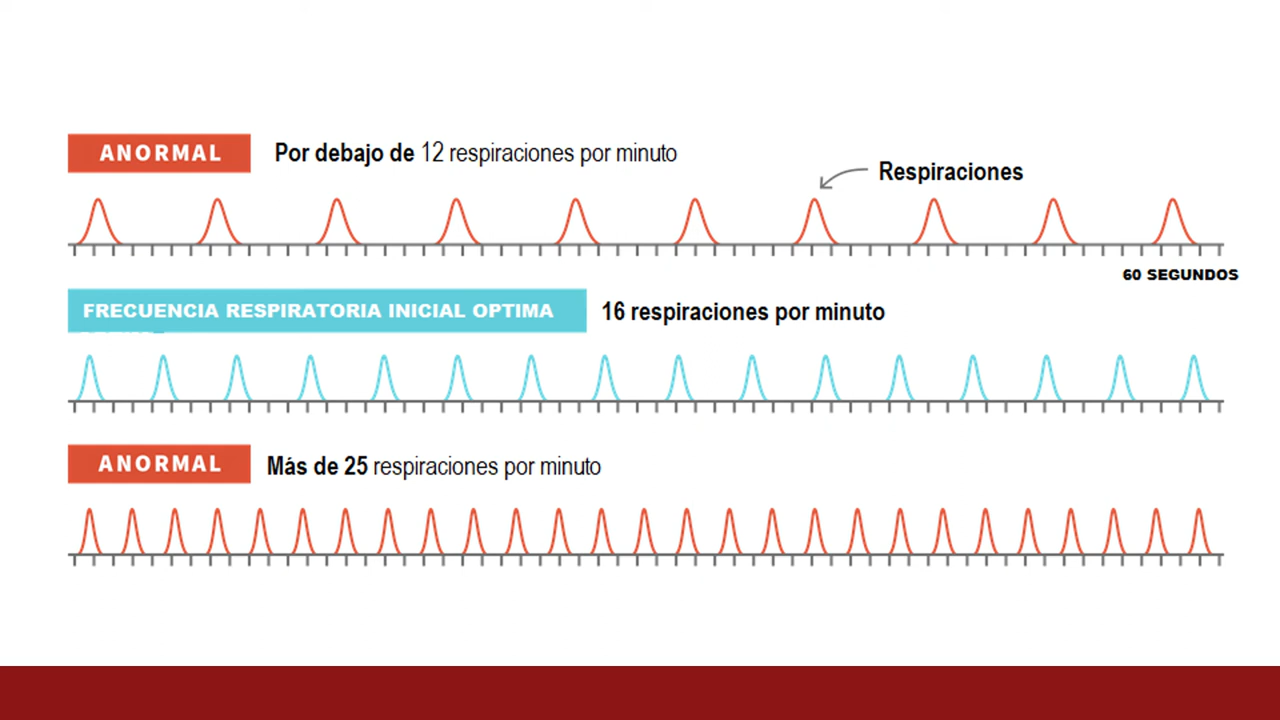 ANORMAL Por debajo de 12 respiraciones por minuto
Respiraciones
60 SEGUNDOS
FRECUENCIA RESPIRATORIA INICIAL OPTIMA 16 respiraciones por minuto
ANORMAL Más de 25 respiraciones por minuto